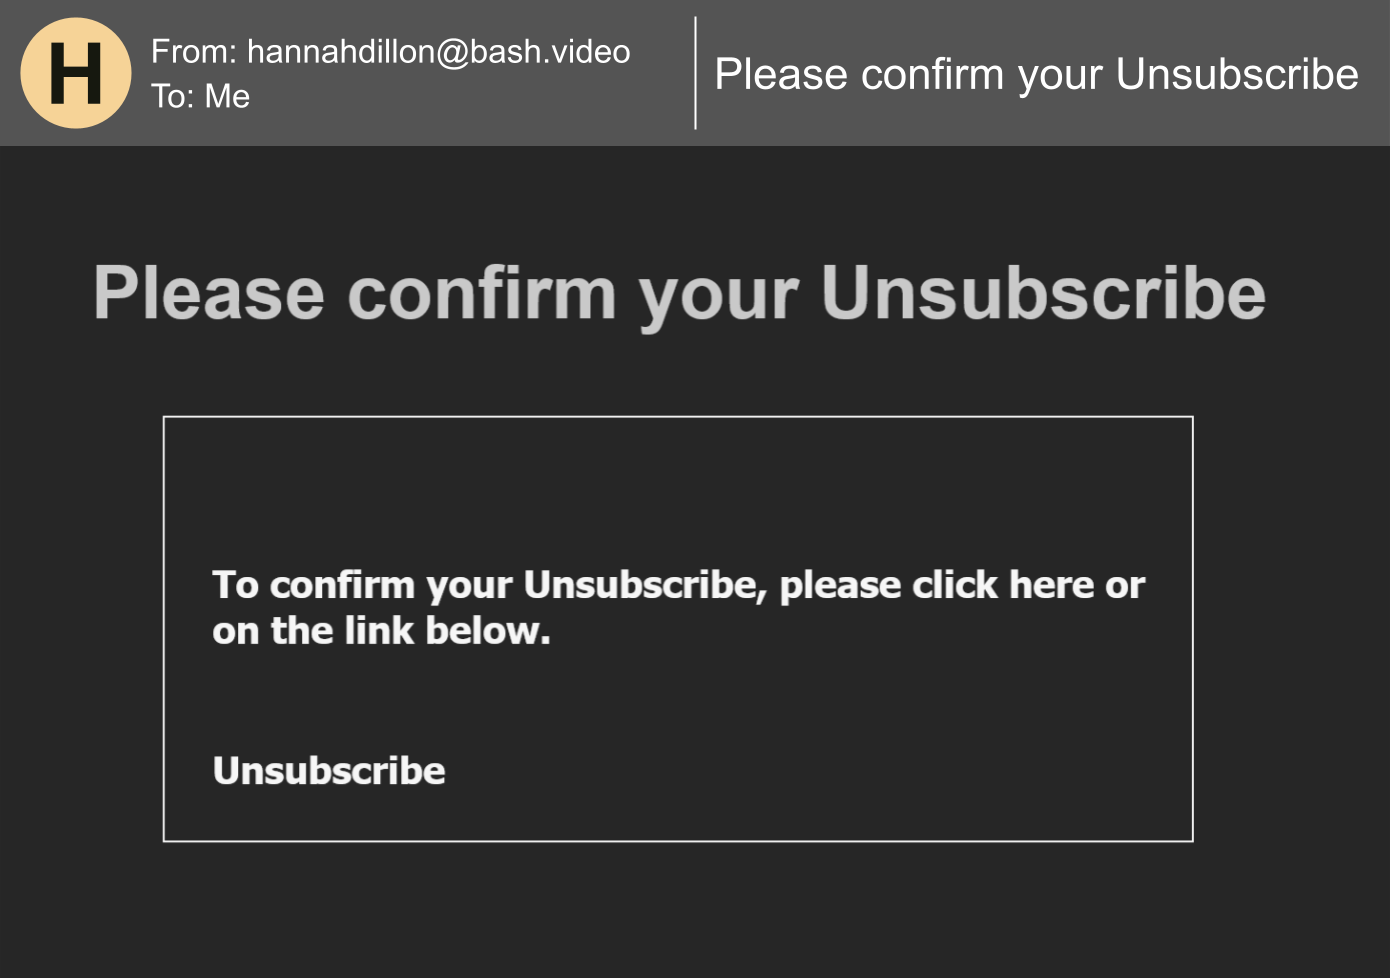 H
From: hannahdillon@bash.video
To: Me
Please confirm your Unsubscribe
Please confirm your Unsubscribe
To confirm your Unsubscribe, please click here or
on the link below.
Unsubscribe